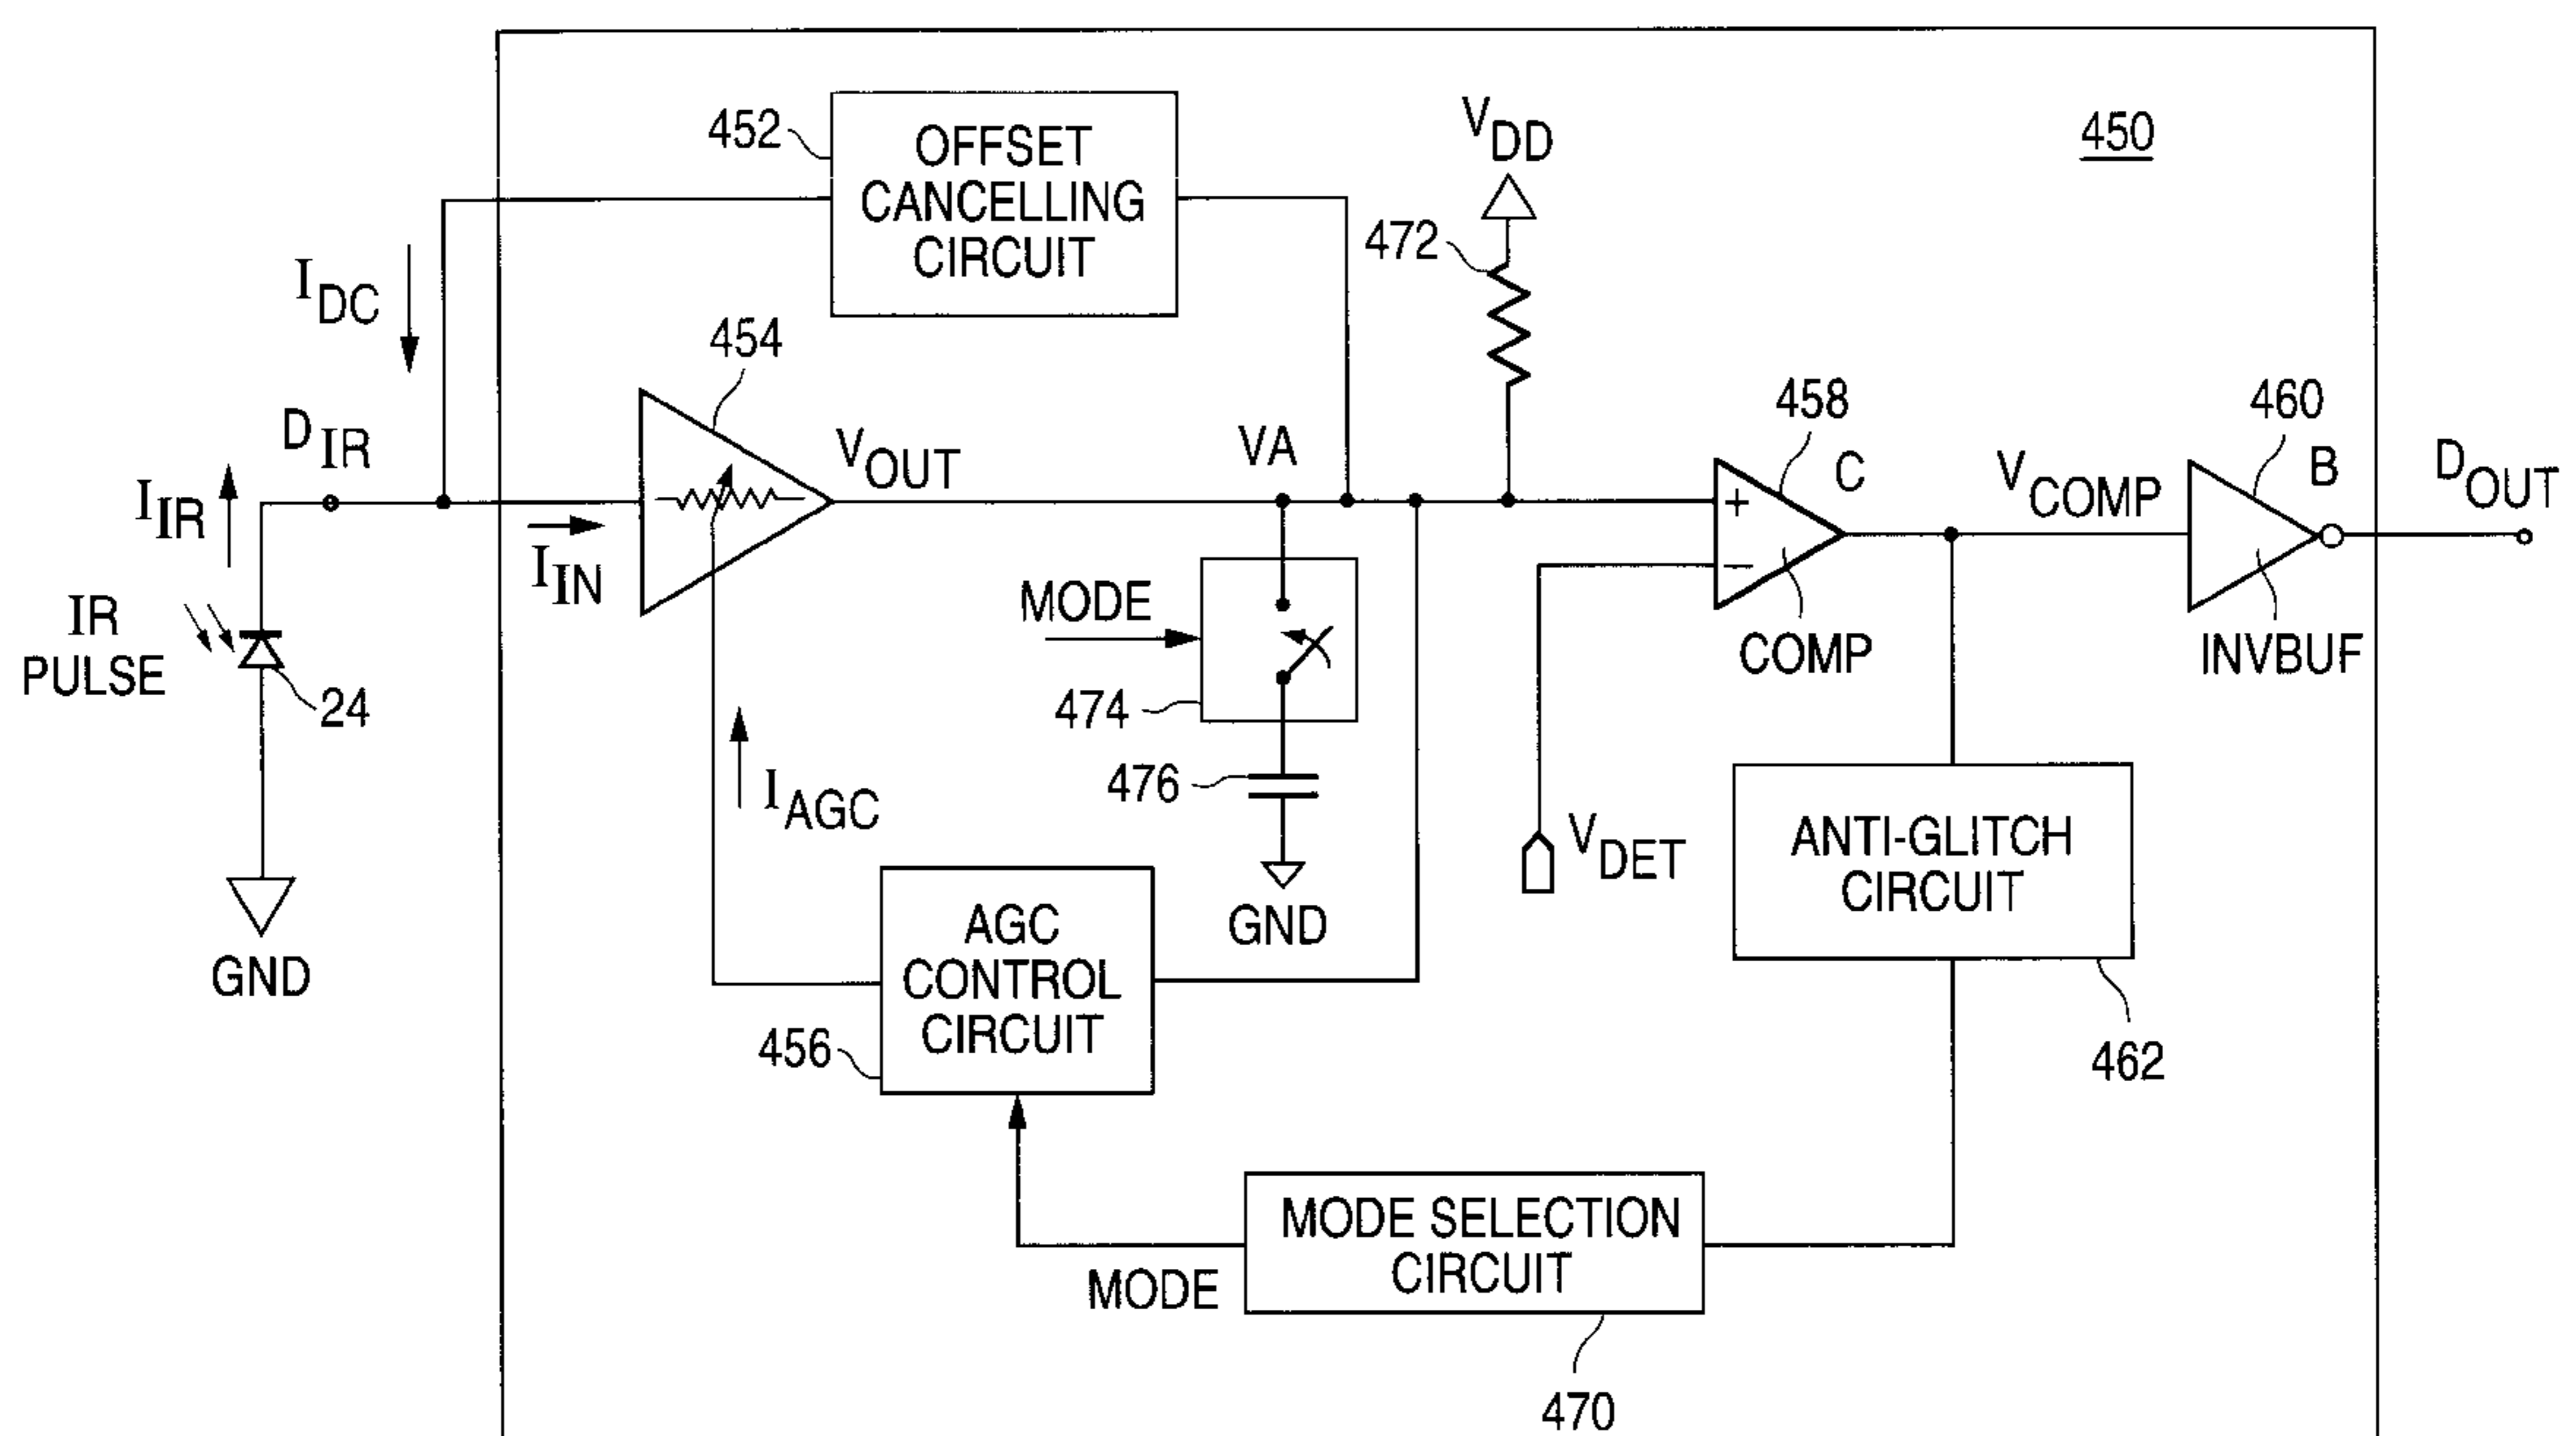 450
452
OFFSET
CANCELLING
CIRCUIT
VDD
472
IDC
454
DIR
IIR
IIN
VOUT
VA
458
C
VCOMP
460
B
DOUT
IR
PULSE
24
GND
MODE
474
476
GND
COMP
INVBUF
IAGC
VDET
ANTI-GLITCH
CIRCUIT
462
AGC
CONTROL
CIRCUIT
456
MODE SELECTION
CIRCUIT
MODE
470